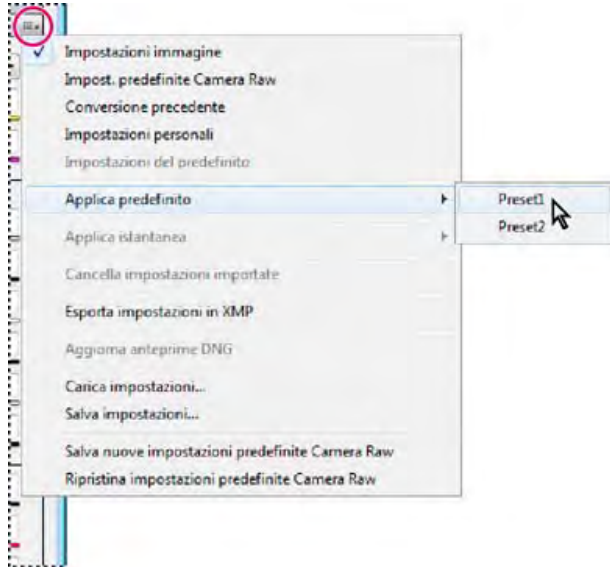 Impostazioni immagine
Impost. predefinite Camera Raw
Conversione precedente
Impostazioni personali
Impostazioni del predefinito
Applica predefinito
Preset1
Preset2
Applica istantanea
Cancella impostazioni importate
Esporta impostazioni in XMP
Aggiorna anteprime DNG
Carica impostazioni...
Salva impostazioni...
Salva nuove impostazioni predefinite Camera Raw
Ripristina impostazioni predefinite Camera Raw